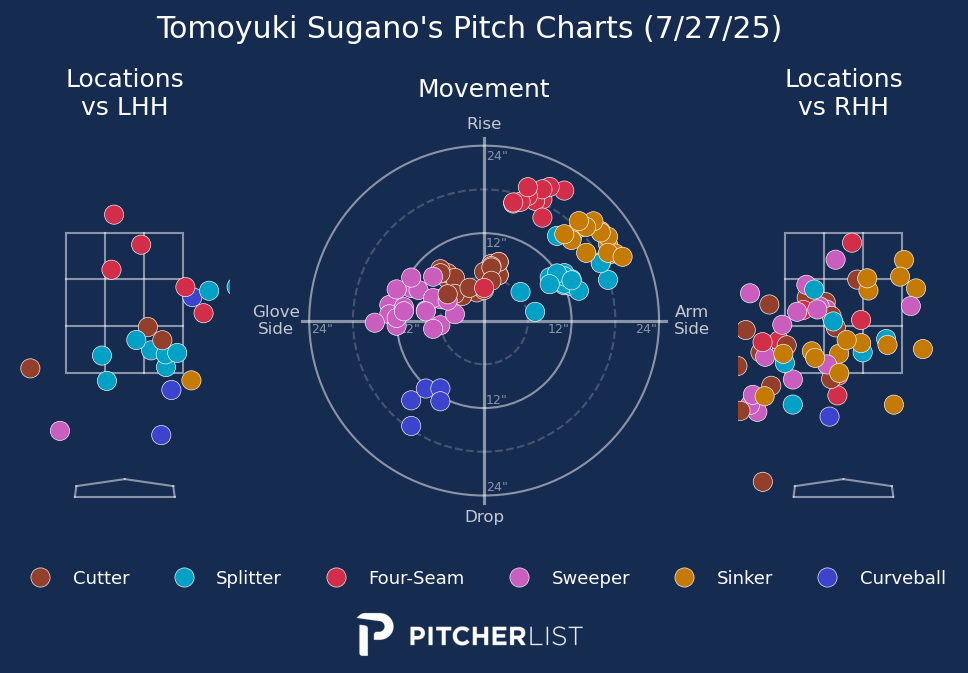 Tomoyuki Sugano's Pitch Charts (7/27/25)
Locations
vs LHH
Movement
Locations
vs RHH
Rise
24"
12"
Glove
Side
24"
12"
24"
Arm
Side
12"
24"
Drop
Cutter
Splitter
Four-Seam
Sweeper
Sinker
Curveball
PITCHERLIST